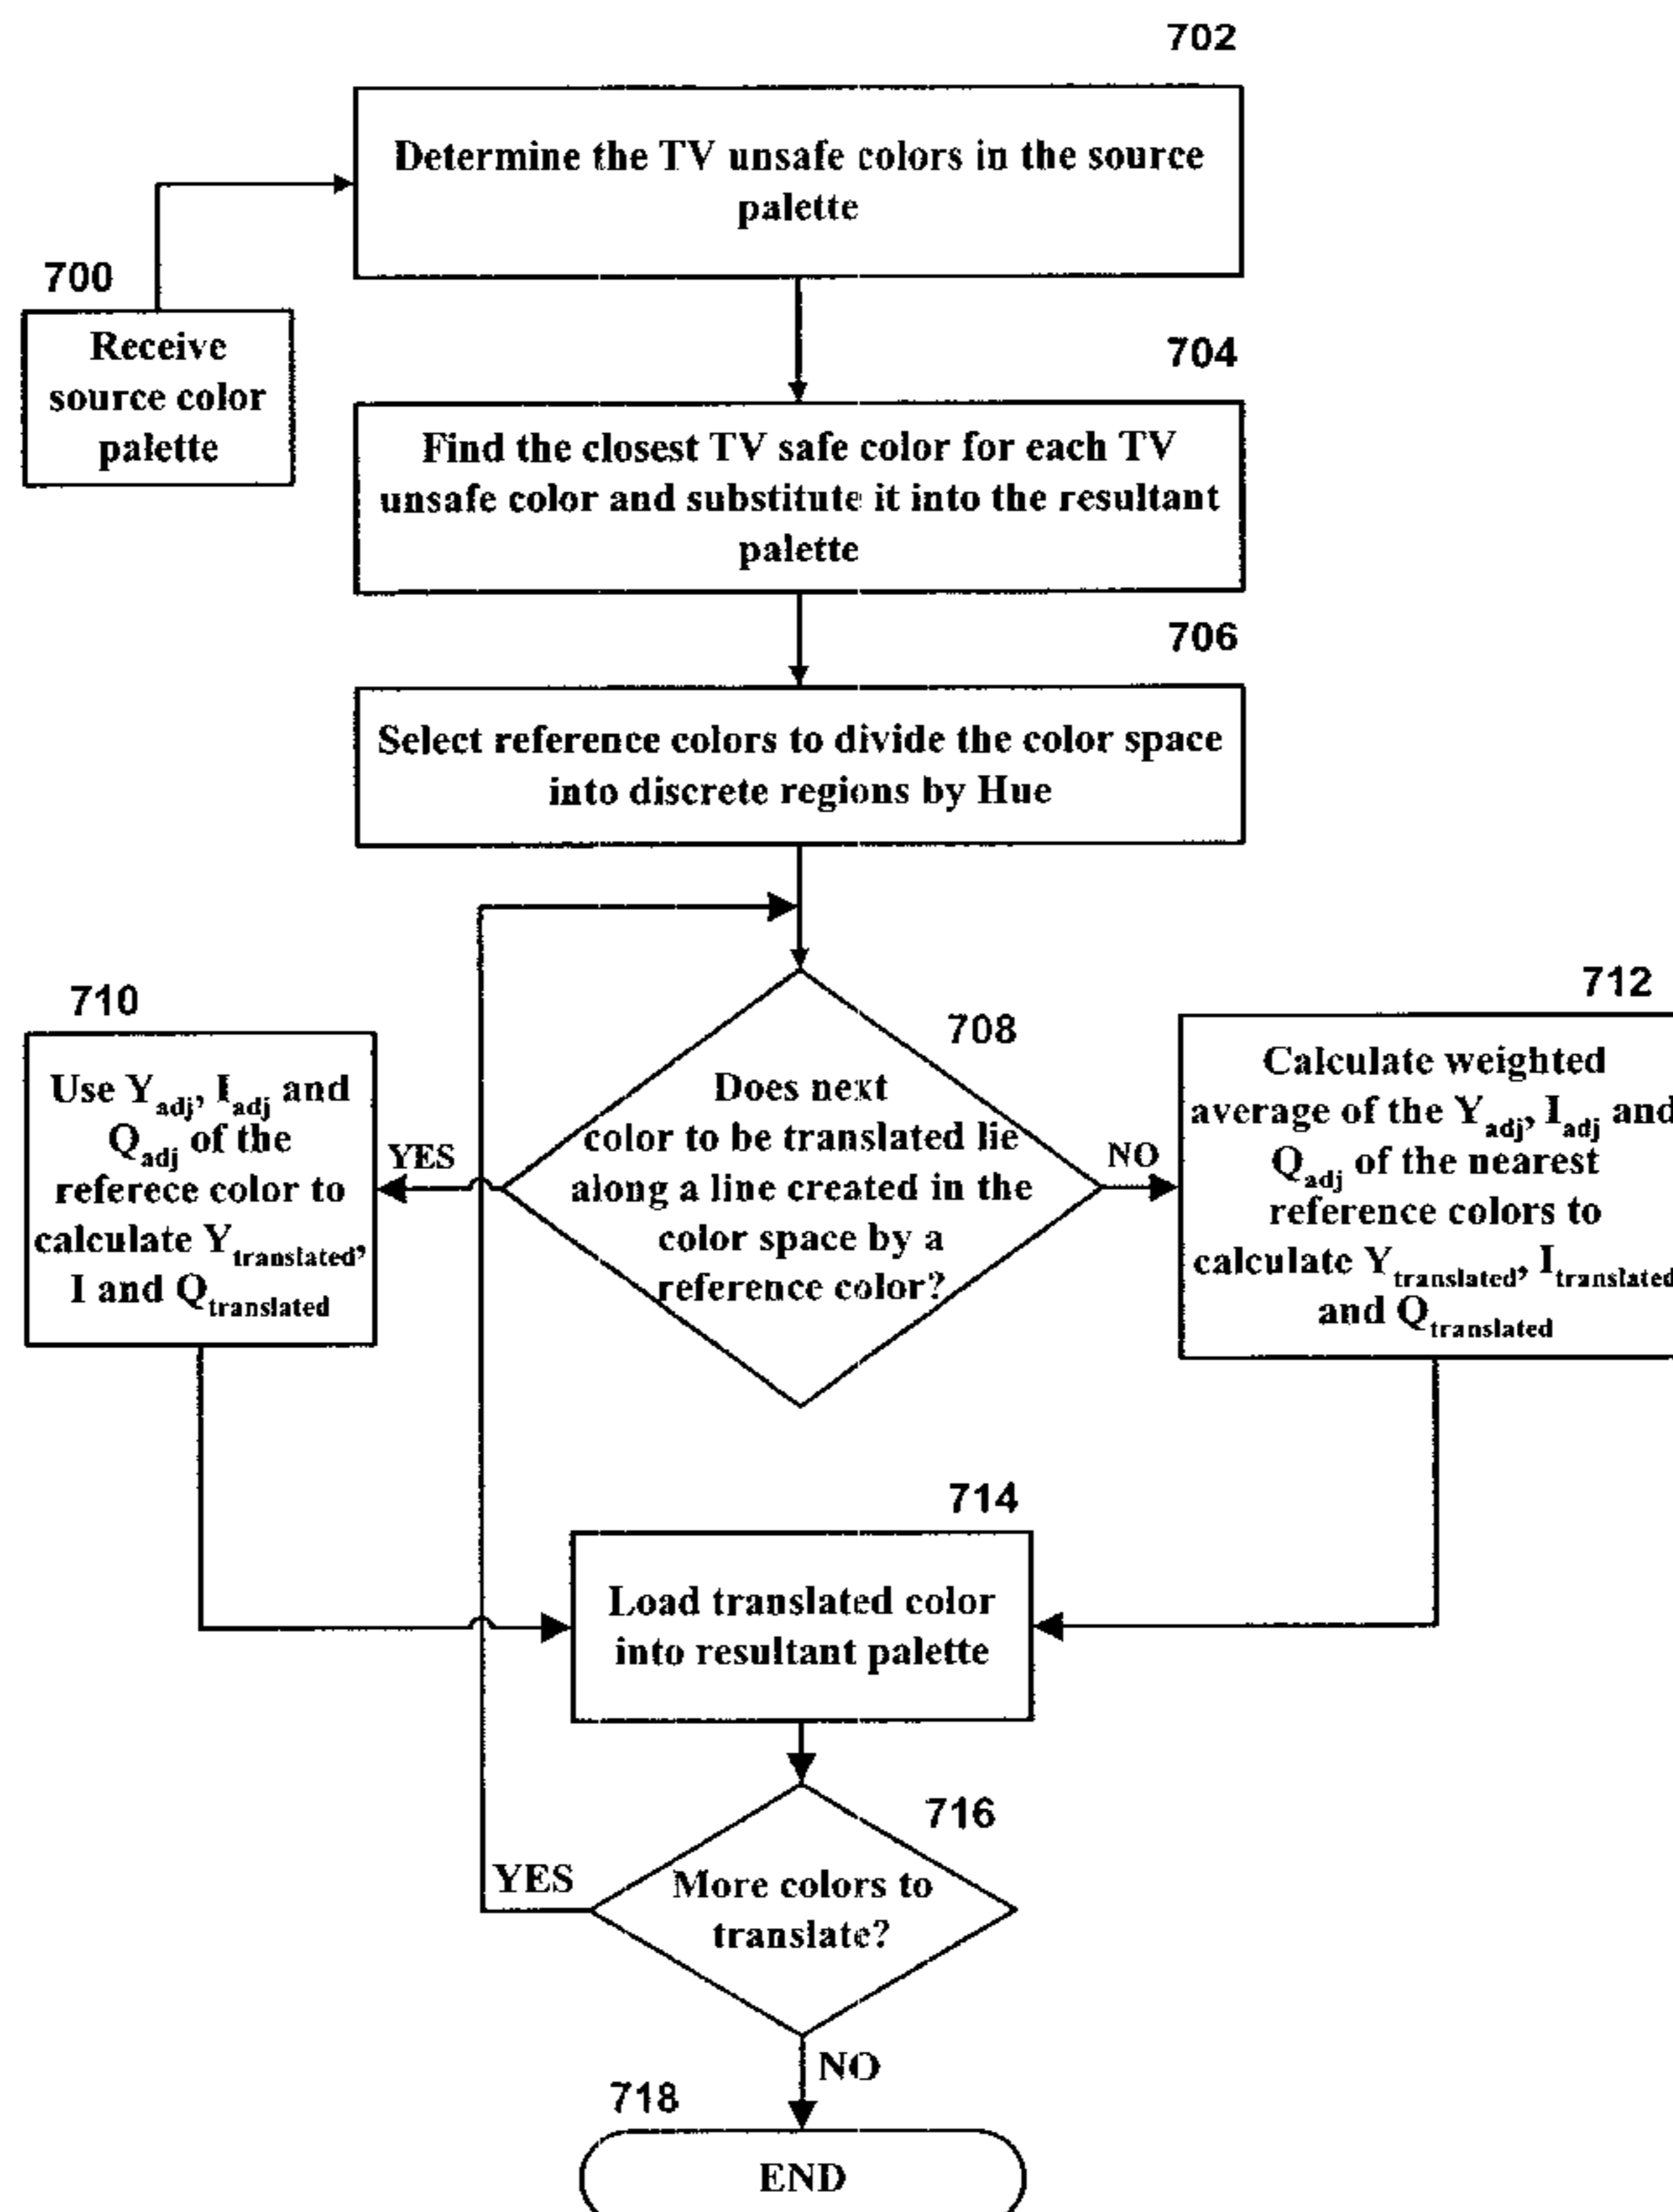 702
Determine the TV unsafe colors in the source
palette
700
Receive
source color
palette
704
Find the closest TV safe color for each TV
unsafe color and substitute it into the resultant
palette
706
Select reference colors to divide the color space
into discrete regions by Hue
708
Does next
color to be translated lie
along a line created in the
color space by a
reference color?
YES
NO
710
Use Yadj, Iadj and
Qadj of the
referece color to
calculate Ytranslated,
I and Qtranslated
712
Calculate weighted
average of the Yadj, Iadj and
Qadj of the nearest
reference colors to
calculate Ytranslated, Itranslated
and Qtranslated
714
Load translated color
into resultant palette
716
More colors to
translate?
YES
NO
718
END